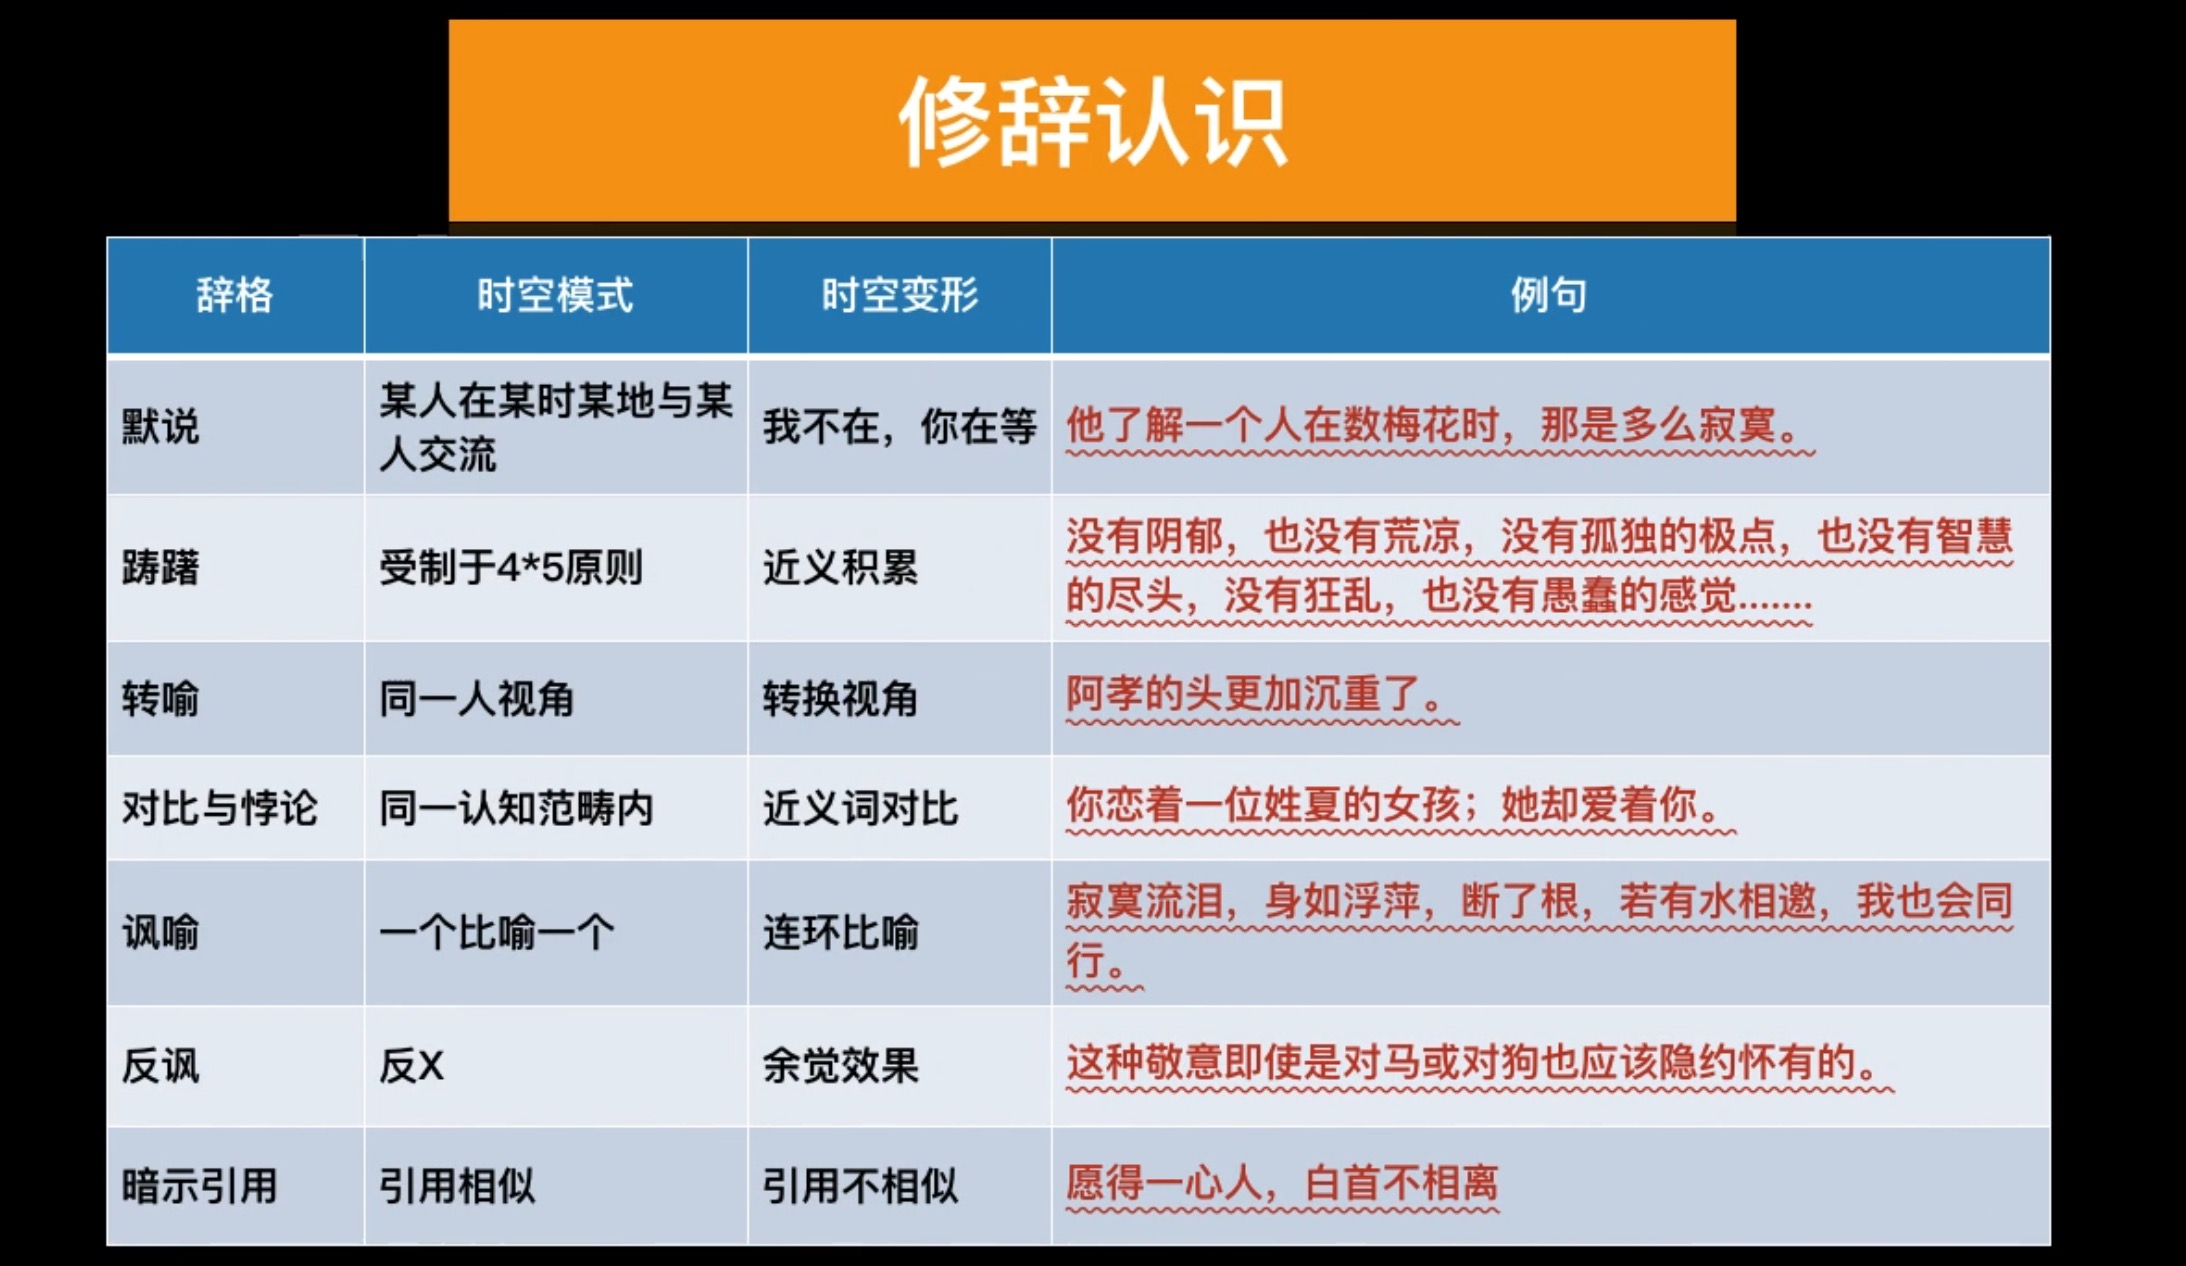 修辞认识
辞格
时空模式
时空变形
例句
默说
某人在某时某地与某
人交流
我不在，你在等
他了解一个人在数梅花时，那是多么寂寞。
踌躇
受制于4*5原则
近义积累
没有阴郁，也没有荒凉，没有孤独的极点，也没有智慧
的尽头，没有狂乱，也没有愚蠢的感觉.......
转喻
同一人视角
转换视角
阿孝的头更加沉重了。
对比与悖论
同一认知范畴内
近义词对比
你恋着一位姓夏的女孩；她却爱着你。
讽喻
一个比喻一个
连环比喻
寂寞流泪，身如浮萍，断了根，若有水相邀，我也会同
行。
反讽
反X
余觉效果
这种敬意即使是对马或对狗也应该隐约怀有的。
暗示引用
引用相似
引用不相似
愿得一心人，白首不相离